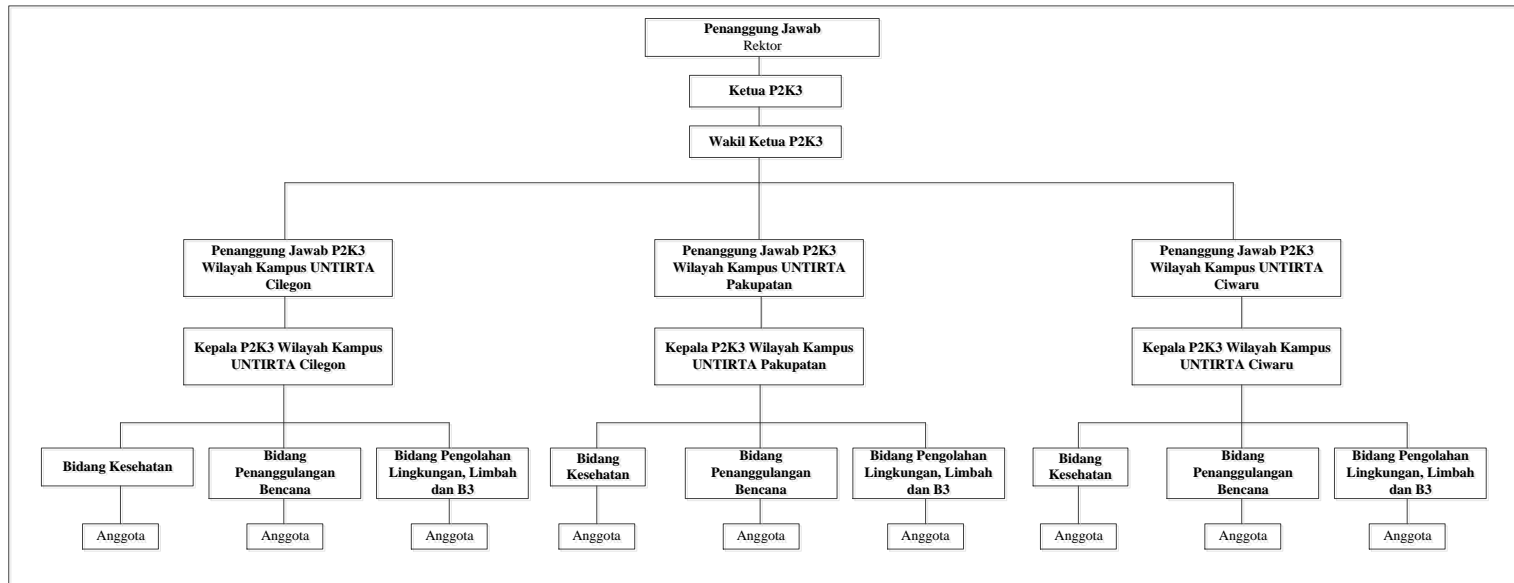 Penanggung Jawab
Rektor
Ketua P2K3
Wakil Ketua P2K3
Penanggung Jawab P2K3
Wilayah Kampus UNTIRTA
Cilegon
Penanggung Jawab P2K3
Wilayah Kampus UNTIRTA
Pakupatan
Penanggung Jawab P2K3
Wilayah Kampus UNTIRTA
Ciwaru
Kepala P2K3 Wilayah Kampus
UNTIRTA Cilegon
Kepala P2K3 Wilayah Kampus
UNTIRTA Pakupatan
Kepala P2K3 Wilayah Kampus
UNTIRTA Ciwaru
Bidang Kesehatan
Bidang
Penanggulangan
Bencana
Bidang Pengolahan
Lingkungan, Limbah
dan B3
Bidang
Kesehatan
Bidang
Penanggulangan
Bencana
Bidang Pengolahan
Lingkungan, Limbah
dan B3
Bidang
Kesehatan
Bidang
Penanggulangan
Bencana
Bidang Pengolahan
Lingkungan, Limbah
dan B3
Anggota
Anggota
Anggota
Anggota
Anggota
Anggota
Anggota
Anggota
Anggota